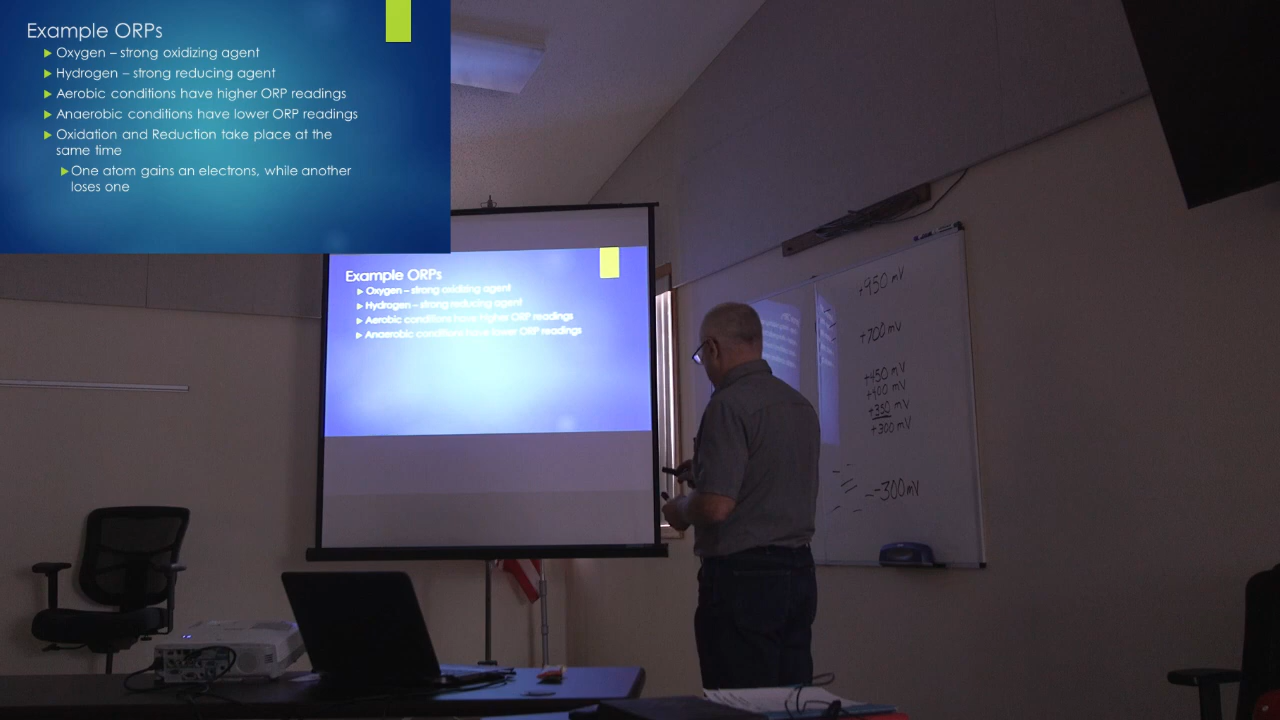 Example ORPs
Oxygen – strong oxidizing agent
Hydrogen – strong reducing agent
Aerobic conditions have higher ORP readings
Anaerobic conditions have lower ORP readings
Oxidation and Reduction take place at the
same time
One atom gains an electrons, while another
loses one
Example ORPs
Oxygen – strong oxidizing agent
Hydrogen – strong reducing agent
Aerobic conditions have higher ORP readings
Anaerobic conditions have lower ORP readings
+950 mV
+700 mV
+450 mV
+400 mV
+350 mV
+300 mV
-300 mV